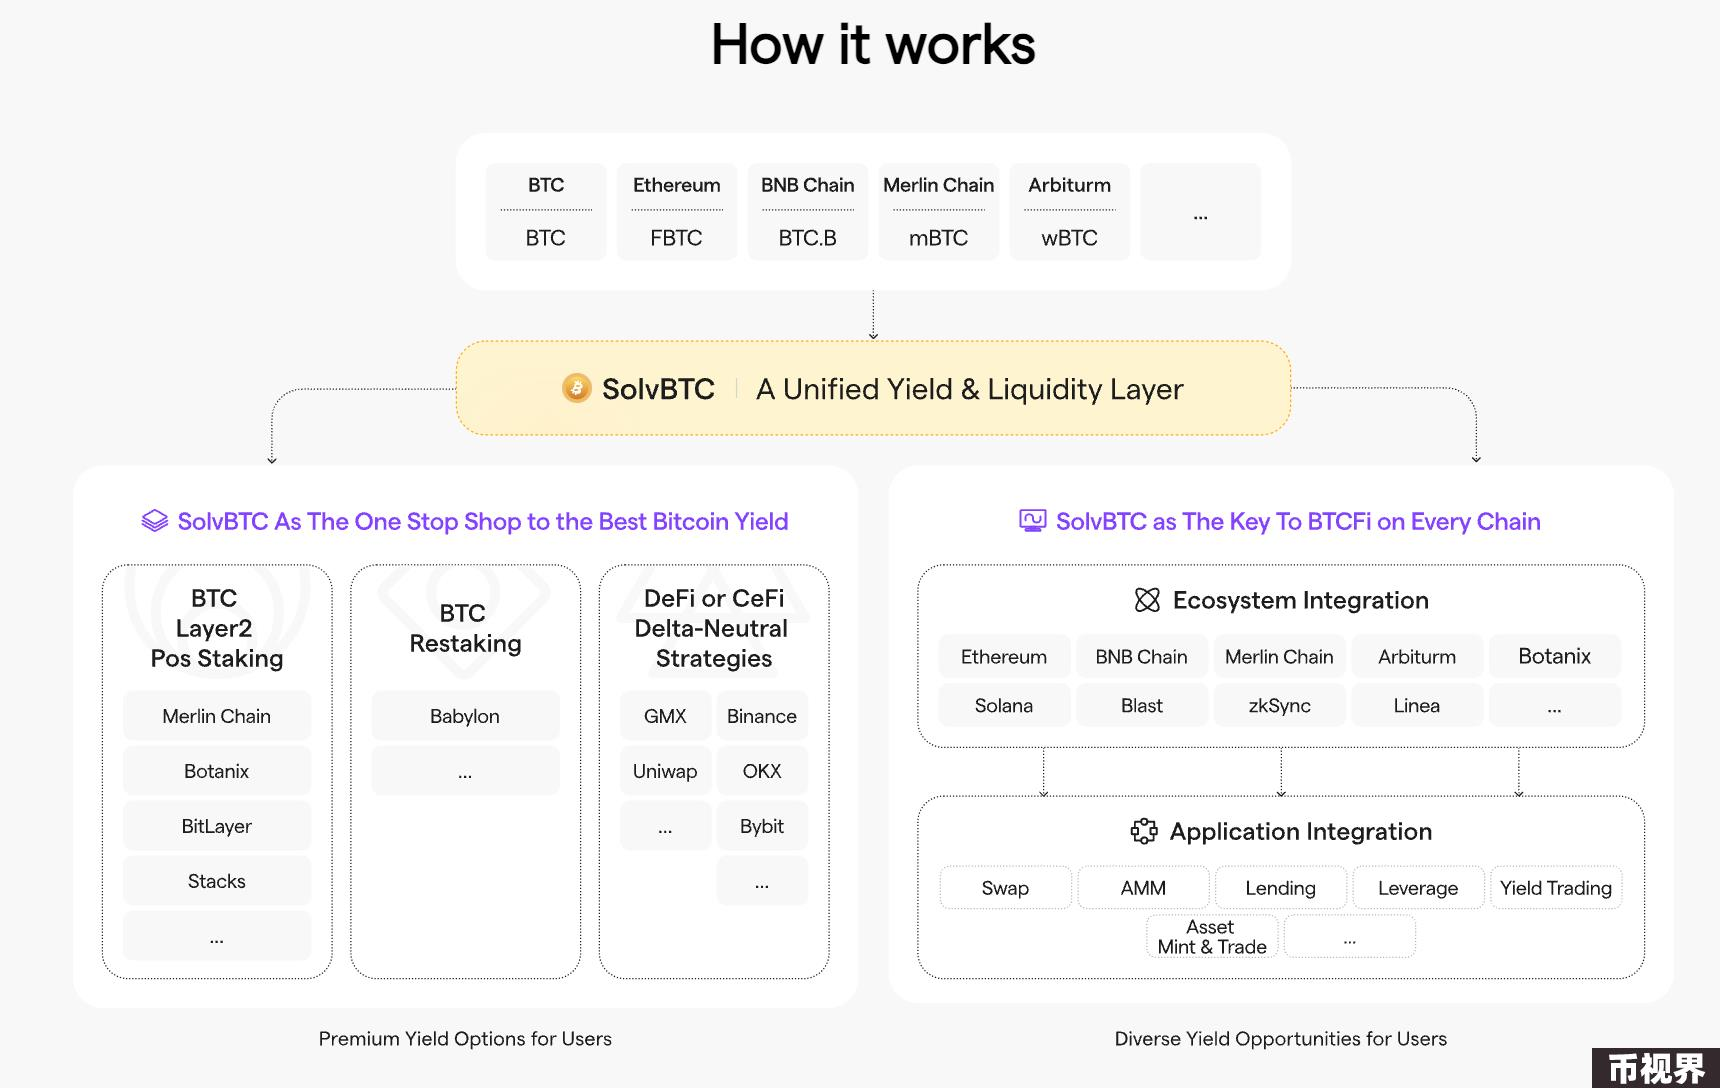 How it works
BTC
BTC
Ethereum
FBTC
BNB Chain
BTC.B
Merlin Chain
mBTC
Arbiturm
wBTC
...
SolvBTC A Unified Yield & Liquidity Layer
SolvBTC As The One Stop Shop to the Best Bitcoin Yield
BTC
Layer2
Pos Staking
Merlin Chain
Botanix
BitLayer
Stacks
...
BTC
Restaking
Babylon
...
DeFi or CeFi
Delta-Neutral
Strategies
GMX Binance
Uniwap OKX
... Bybit
...
Premium Yield Options for Users
SolvBTC as The Key To BTCFi on Every Chain
Ecosystem Integration
Ethereum BNB Chain Merlin Chain Arbiturm Botanix
Solana Blast zkSync Linea ...
Application Integration
Swap AMM Lending Leverage Yield Trading
Asset
Mint & Trade
...
Diverse Yield Opportunities for Users
币视界